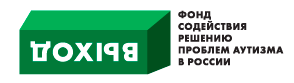 ВЫХОД
ФОНД
СОДЕЙСТВИЯ
РЕШЕНИЮ
ПРОБЛЕМ АУТИЗМА
В РОССИИ